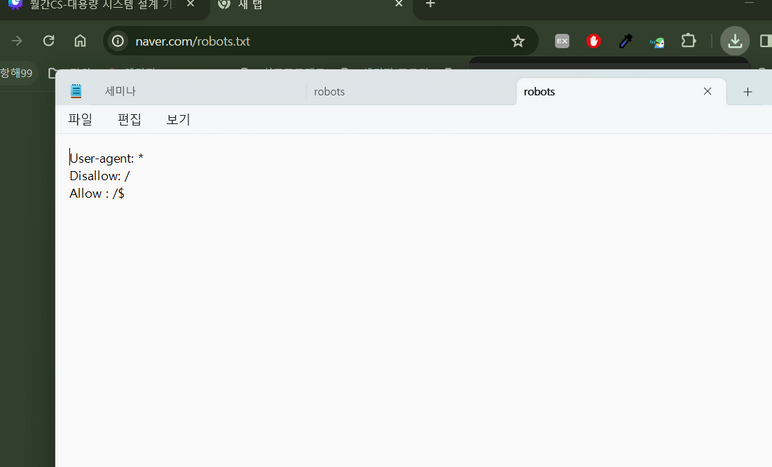 월간CS-대용량 시스템 설계 기
새 탭
naver.com/robots.txt
EX
항해99
세미나
robots
robots
파일
편집
보기
User-agent: *
Disallow: /
Allow : /$